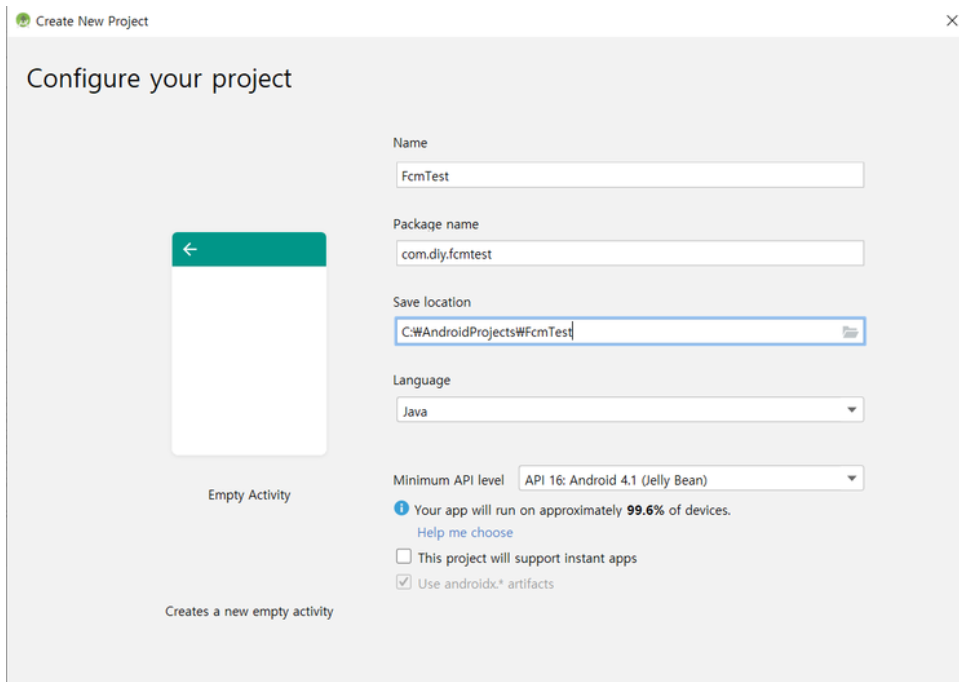 Create New Project
Configure your project
Name
FcmTest
Package name
com.diy.fcmtest
Save location
C:₩AndroidProjects₩FcmTest
Language
Java
Minimum API level API 16: Android 4.1 (Jelly Bean)
Your app will run on approximately 99.6% of devices.
Help me choose
This project will support instant apps
Use androidx.* artifacts
Empty Activity
Creates a new empty activity